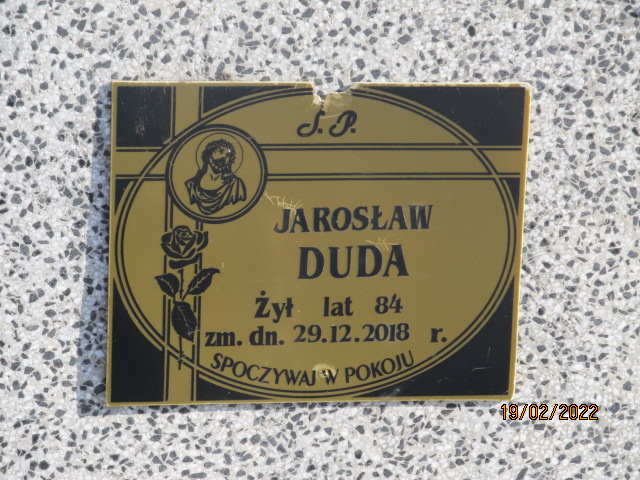 Ś. P.
JAROSŁAW
DUDA
Żył lat 84
zm. dn. 29.12.2018 r.
SPOCZYWAJ W POKOJU
19/02/2022